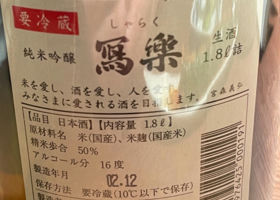 要冷蔵
しゃらく
純米吟醸
寫樂
生酒
1.8ℓ詰
米を愛し、酒を愛し、人を愛す
みなさまに愛される酒を目指します。
宮森義弘
【品目 日本酒】【内容量 1.8ℓ】
原材料名 米(国産)、米麹(国産米)
精米歩合 50%
アルコール分 16度
製造年月 02.12
保存方法 要冷蔵(10℃以下で保存)